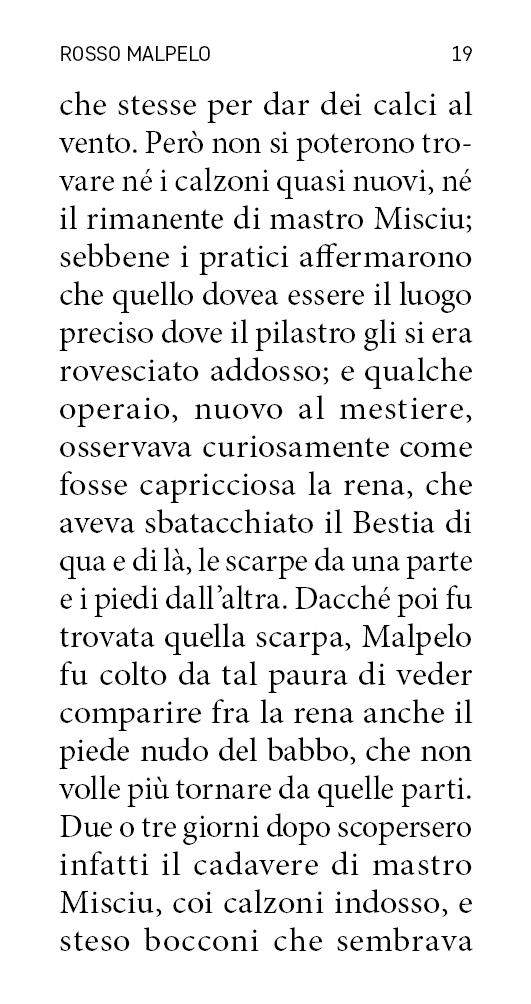 ROSSO MALPELO 19
che stesse per dar dei calci al
vento. Però non si poterono tro-
vare né i calzoni quasi nuovi, né
il rimanente di mastro Misciu;
sebbene i pratici affermarono
che quello dovea essere il luogo
preciso dove il pilastro gli si era
rovesciato addosso; e qualche
operaio, nuovo al mestiere,
osservava curiosamente come
fosse capricciosa la rena, che
aveva sbatacchiato il Bestia di
qua e di là, le scarpe da una parte
e i piedi dall’altra. Dacché poi fu
trovata quella scarpa, Malpelo
fu colto da tal paura di veder
comparire fra la rena anche il
piede nudo del babbo, che non
volle più tornare da quelle parti.
Due o tre giorni dopo scopersero
infatti il cadavere di mastro
Misciu, coi calzoni indosso, e
steso bocconi che sembrava